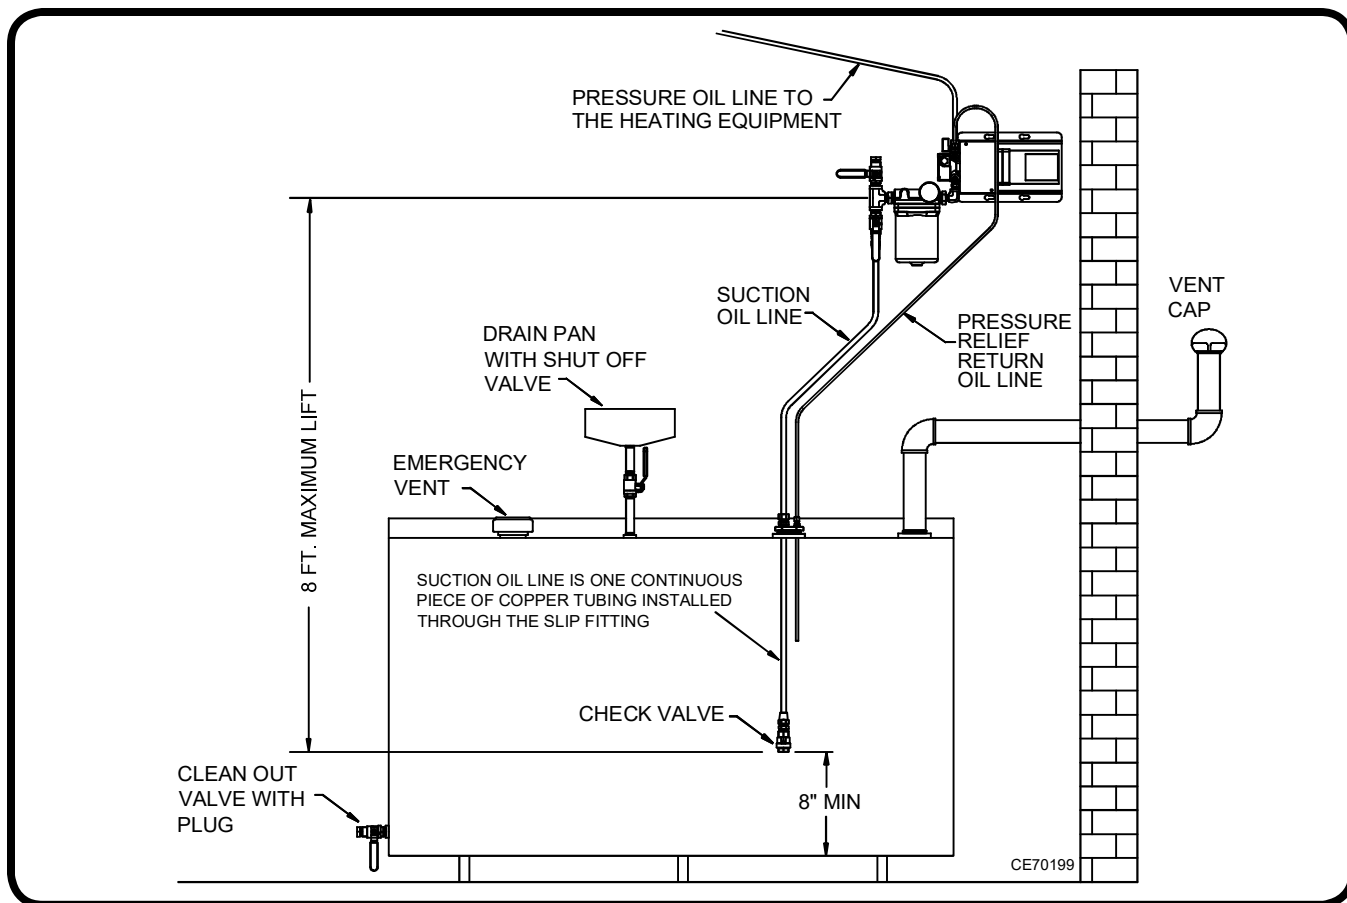 PRESSURE OIL LINE TO
THE HEATING EQUIPMENT
SUCTION
OIL LINE
PRESSURE
RELIEF
RETURN
OIL LINE
VENT
CAP
DRAIN PAN
WITH SHUT OFF
VALVE
8 FT. MAXIMUM LIFT
EMERGENCY
VENT
SUCTION OIL LINE IS ONE CONTINUOUS
PIECE OF COPPER TUBING INSTALLED
THROUGH THE SLIP FITTING
CHECK VALVE
CLEAN OUT
VALVE WITH
PLUG
8" MIN
CE70199